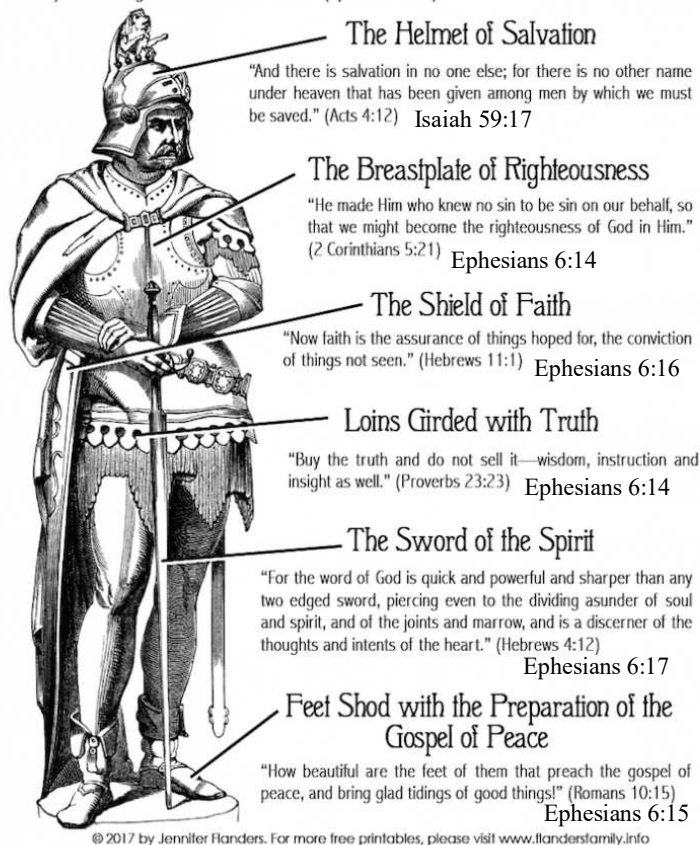 The Helmet of Salvation
"And there is salvation in no one else; for there is no other name
under heaven that has been given among men by which we must
be saved." (Acts 4:12) Isaiah 59:17
The Breastplate of Righteousness
"He made Him who knew no sin to be sin on our behalf, so
that we might become the righteousness of God in Him."
(2 Corinthians 5:21) Ephesians 6:14
The Shield of Faith
"Now faith is the assurance of things hoped for, the conviction
of things not seen." (Hebrews 11:1) Ephesians 6:16
Loins Girded with Truth
"Buy the truth and do not sell it—wisdom, instruction and
insight as well." (Proverbs 23:23) Ephesians 6:14
The Sword of the Spirit
"For the word of God is quick and powerful and sharper than any
two edged sword, piercing even to the dividing asunder of soul
and spirit, and of the joints and marrow, and is a discerner of the
thoughts and intents of the heart." (Hebrews 4:12)
Ephesians 6:17
Feet Shod with the Preparation of the
Gospel of Peace
"How beautiful are the feet of them that preach the gospel of
peace, and bring glad tidings of good things!" (Romans 10:15)
Ephesians 6:15
© 2017 by Jennifer Flanders. For more free printables, please visit www.flandersfamily.info